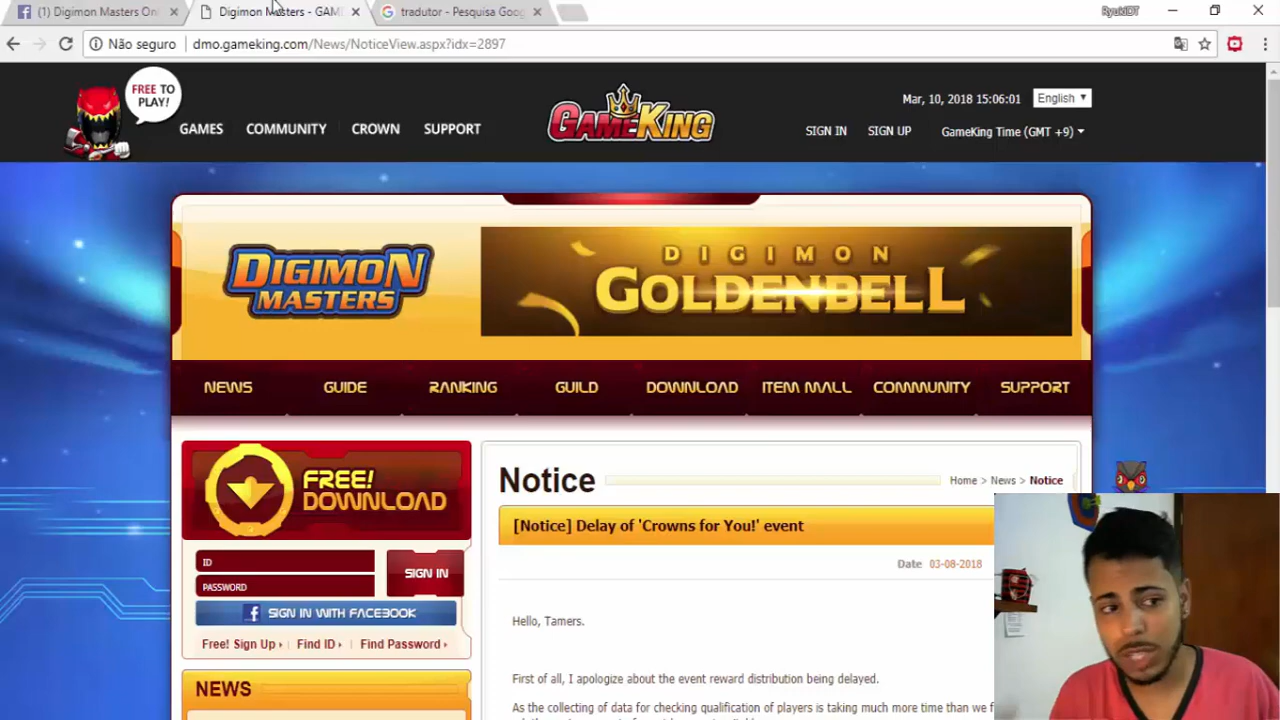 (1) Digimon Masters On
Digimon Masters - GAM
tradutor - Pesquisa Goo
RyukiDT
Não seguro
dmo.gameking.com/News/NoticeView.aspx?idx=2897
FREE TO
PLAY!
GAMES COMMUNITY CROWN SUPPORT
GAMEKING
Mar, 10, 2018 15:06:01
English
SIGN IN SIGN UP GameKing Time (GMT +9)
DIGIMON
MASTERS
DIGIMON
GOLDENBELL
NEWS GUIDE RANKING GUILD DOWNLOAD ITEM MALL COMMUNITY SUPPORT
FREE!
DOWNLOAD
ID
PASSWORD
SIGN IN
SIGN IN WITH FACEBOOK
Free! Sign Up Find ID Find Password
NEWS
Notice
Home > News > Notice
[Notice] Delay of 'Crowns for You!' event
Date 03-08-2018
Hello, Tamers.
First of all, I apologize about the event reward distribution being delayed.
As the collecting of data for checking qualification of players is taking much more time than we f